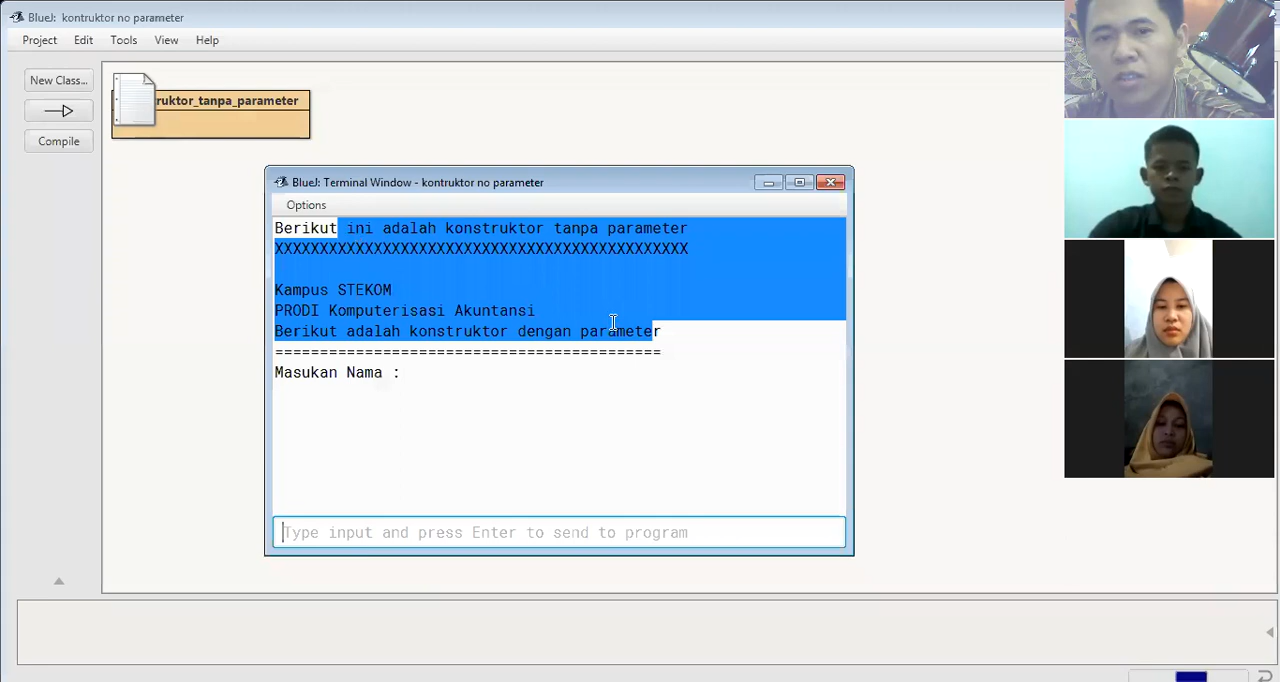 BlueJ: kontruktor no parameter
Project Edit Tools View Help
New Class...
ruktor_tanpa_parameter
Compile
BlueJ: Terminal Window - kontruktor no parameter
Options
Berikut ini adalah konstruktor tanpa parameter
XXXXXXXXXXXXXXXXXXXXXXXXXXXXXXXXXXXXXXXXXXXXXX
Kampus STEKOM
PRODI Komputerisasi Akuntansi
Berikut adalah konstruktor dengan parameter
===========================================
Masukan Nama :
Type input and press Enter to send to program